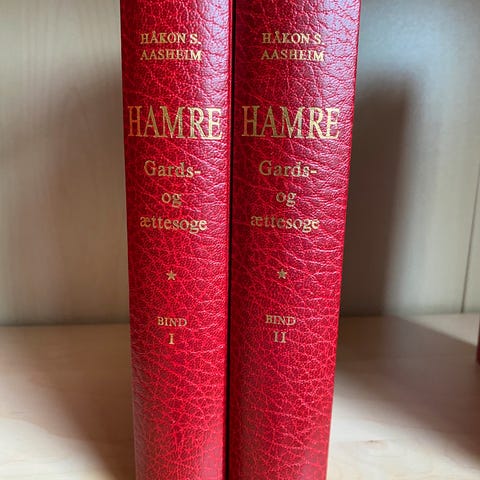 HÅKON S.
AASHEIM
HAMRE
Gards-
og
ættesoge
*
BIND
I
HÅKON S.
AASHEIM
HAMRE
Gards-
og
ættesoge
*
BIND
II